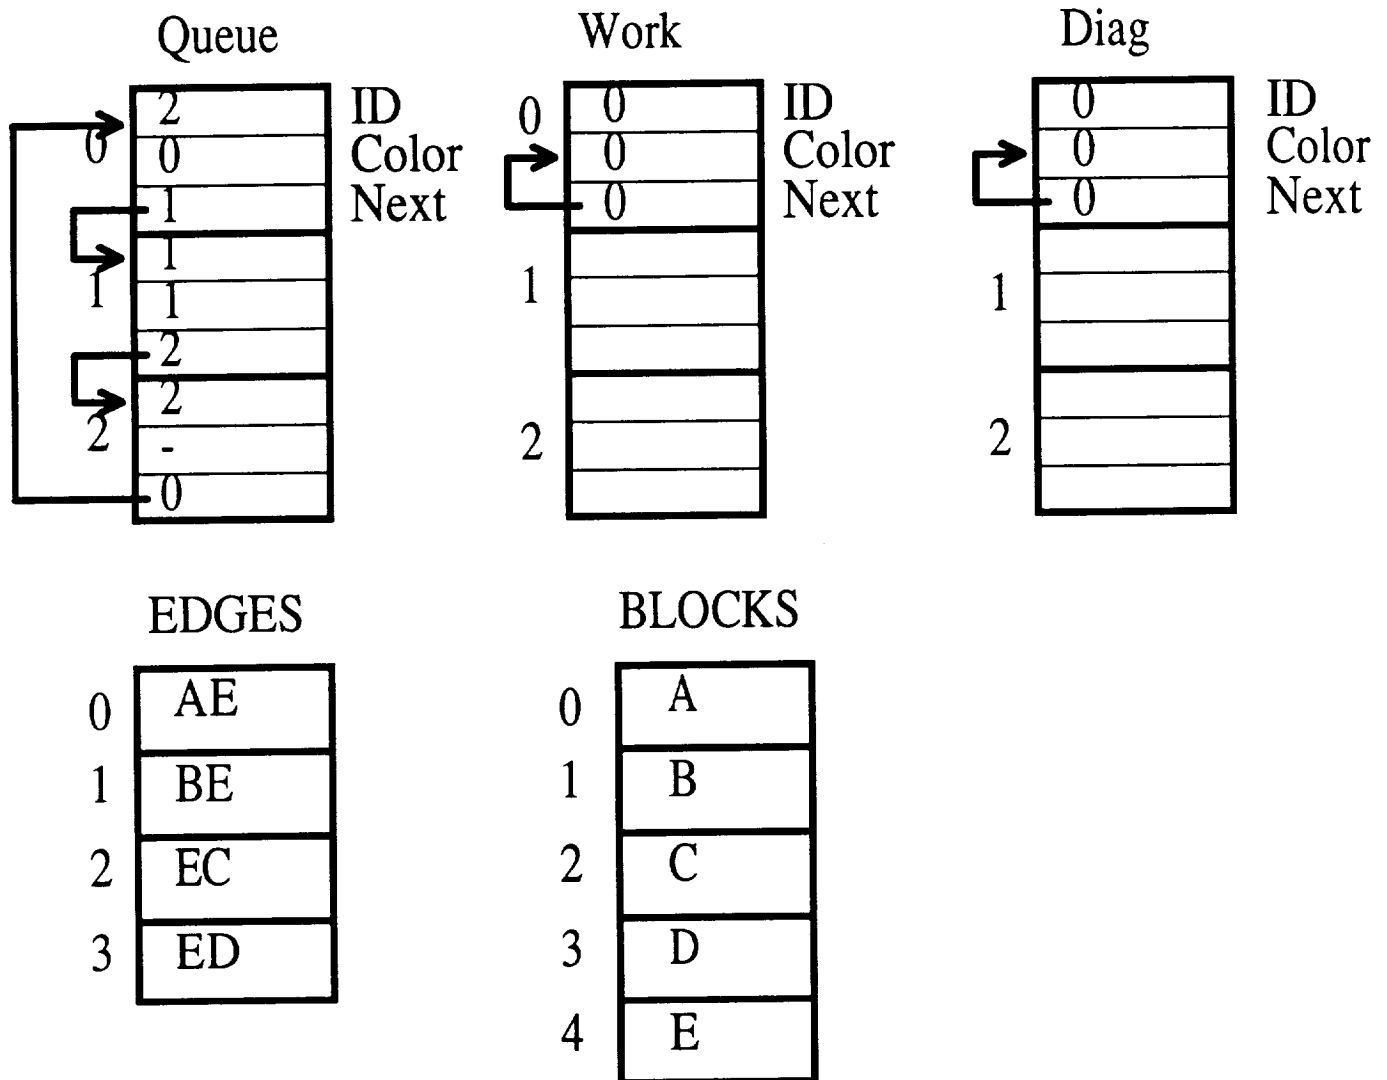 Queue Work Diag
2 ID 0 0 ID 0 ID
0 0 Color 0 Color 0 Color
1 Next 0 Next 0 Next
1
1 1 1 1
2
2
2 - 2 2
0
EDGES BLOCKS
0 AE 0 A
1 BE 1 B
2 EC 2 C
3 ED 3 D
4 E